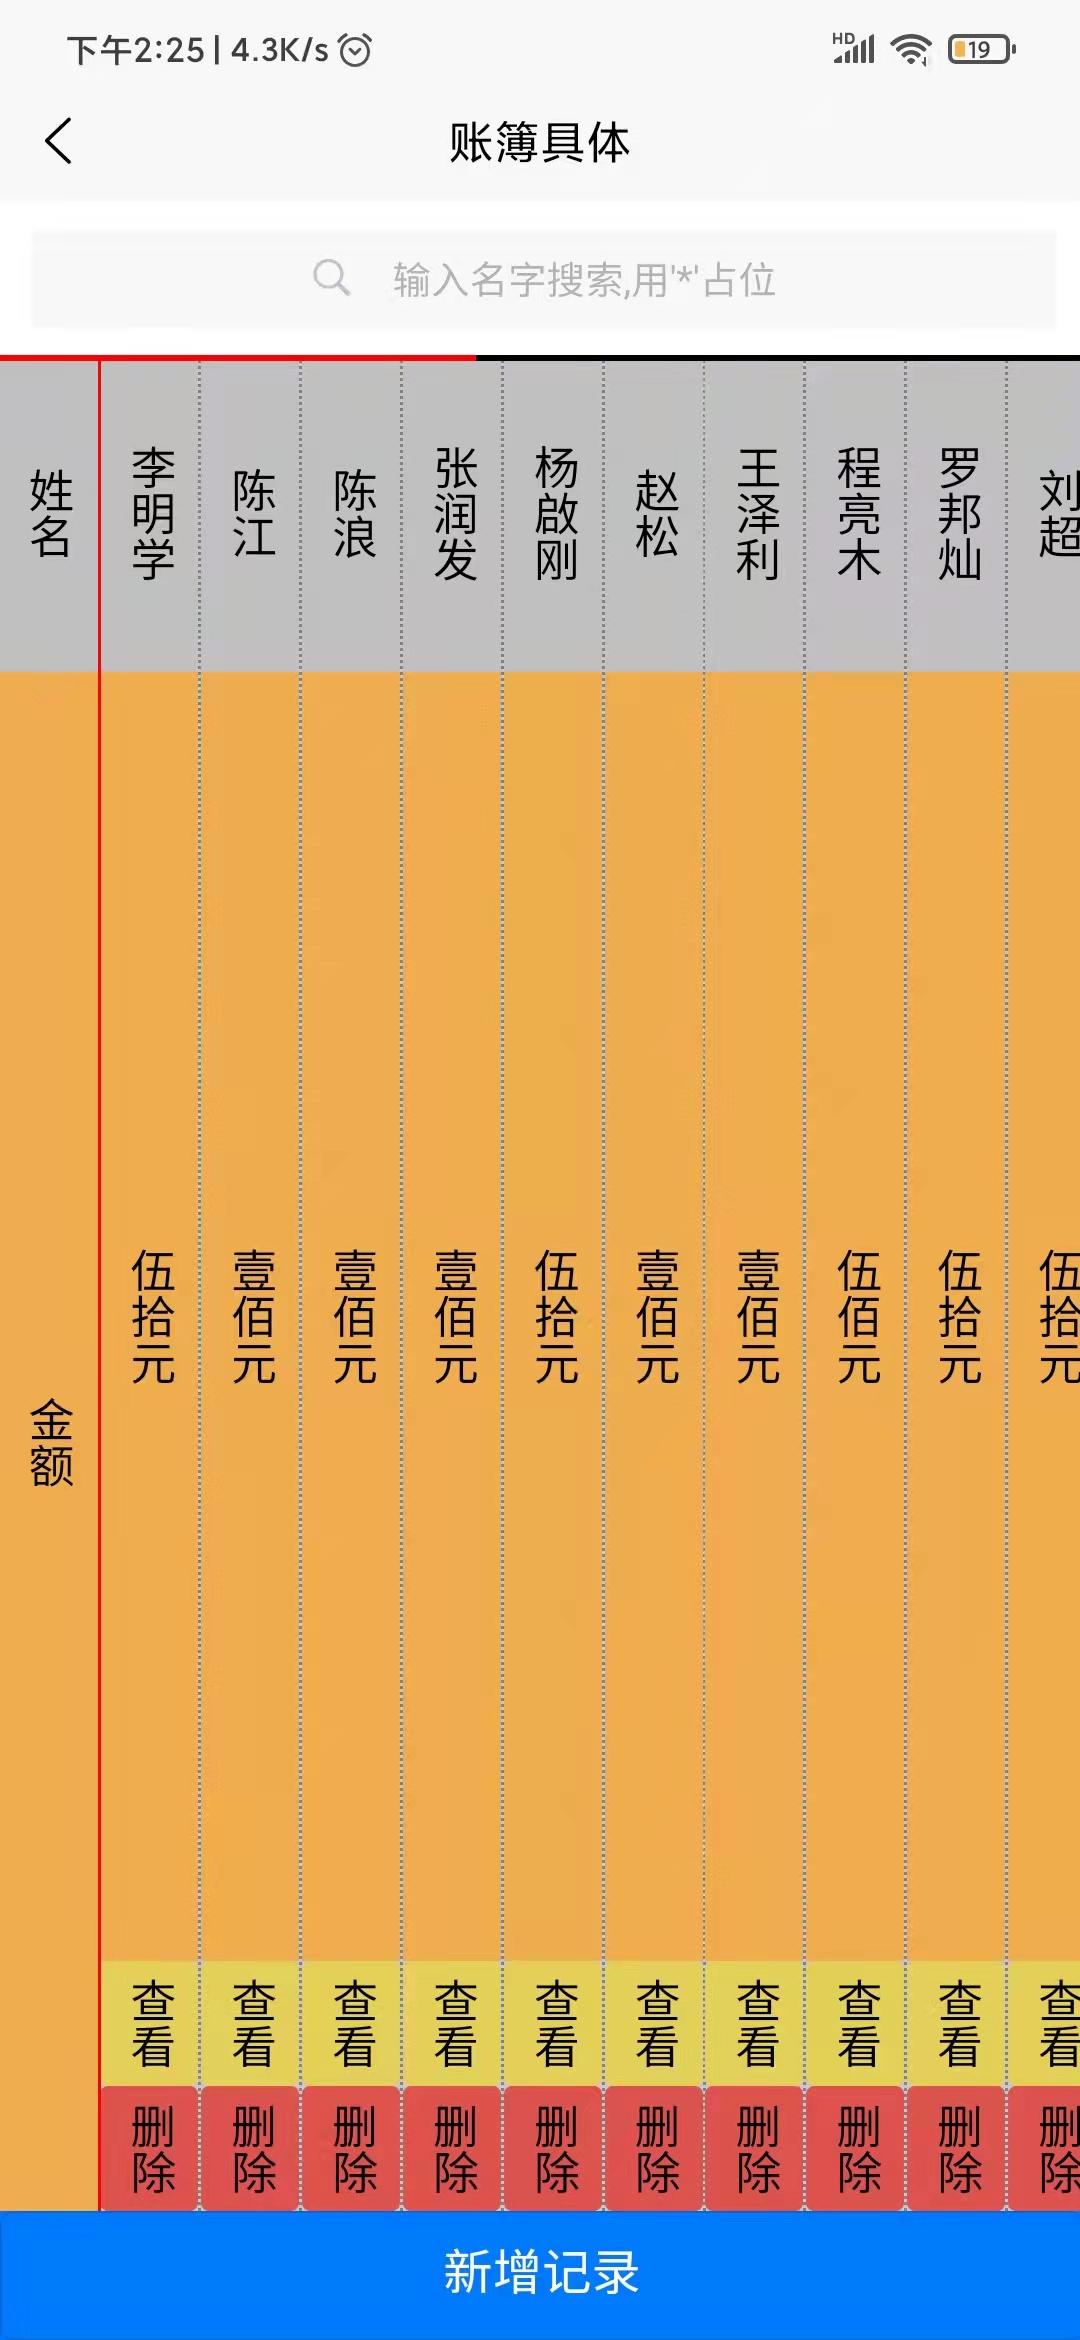 下午2:25 | 4.3K/s
HD
19
账簿具体
输入名字搜索,用'*'占位
姓名
李明学
陈江
陈浪
张润发
杨啟刚
赵松
王泽利
程亮木
罗邦灿
刘超
金额
伍拾元
壹佰元
壹佰元
壹佰元
伍拾元
壹佰元
壹佰元
伍佰元
伍拾元
伍拾元
查看
查看
查看
查看
查看
查看
查看
查看
查看
查看
删除
删除
删除
删除
删除
删除
删除
删除
删除
删除
新增记录